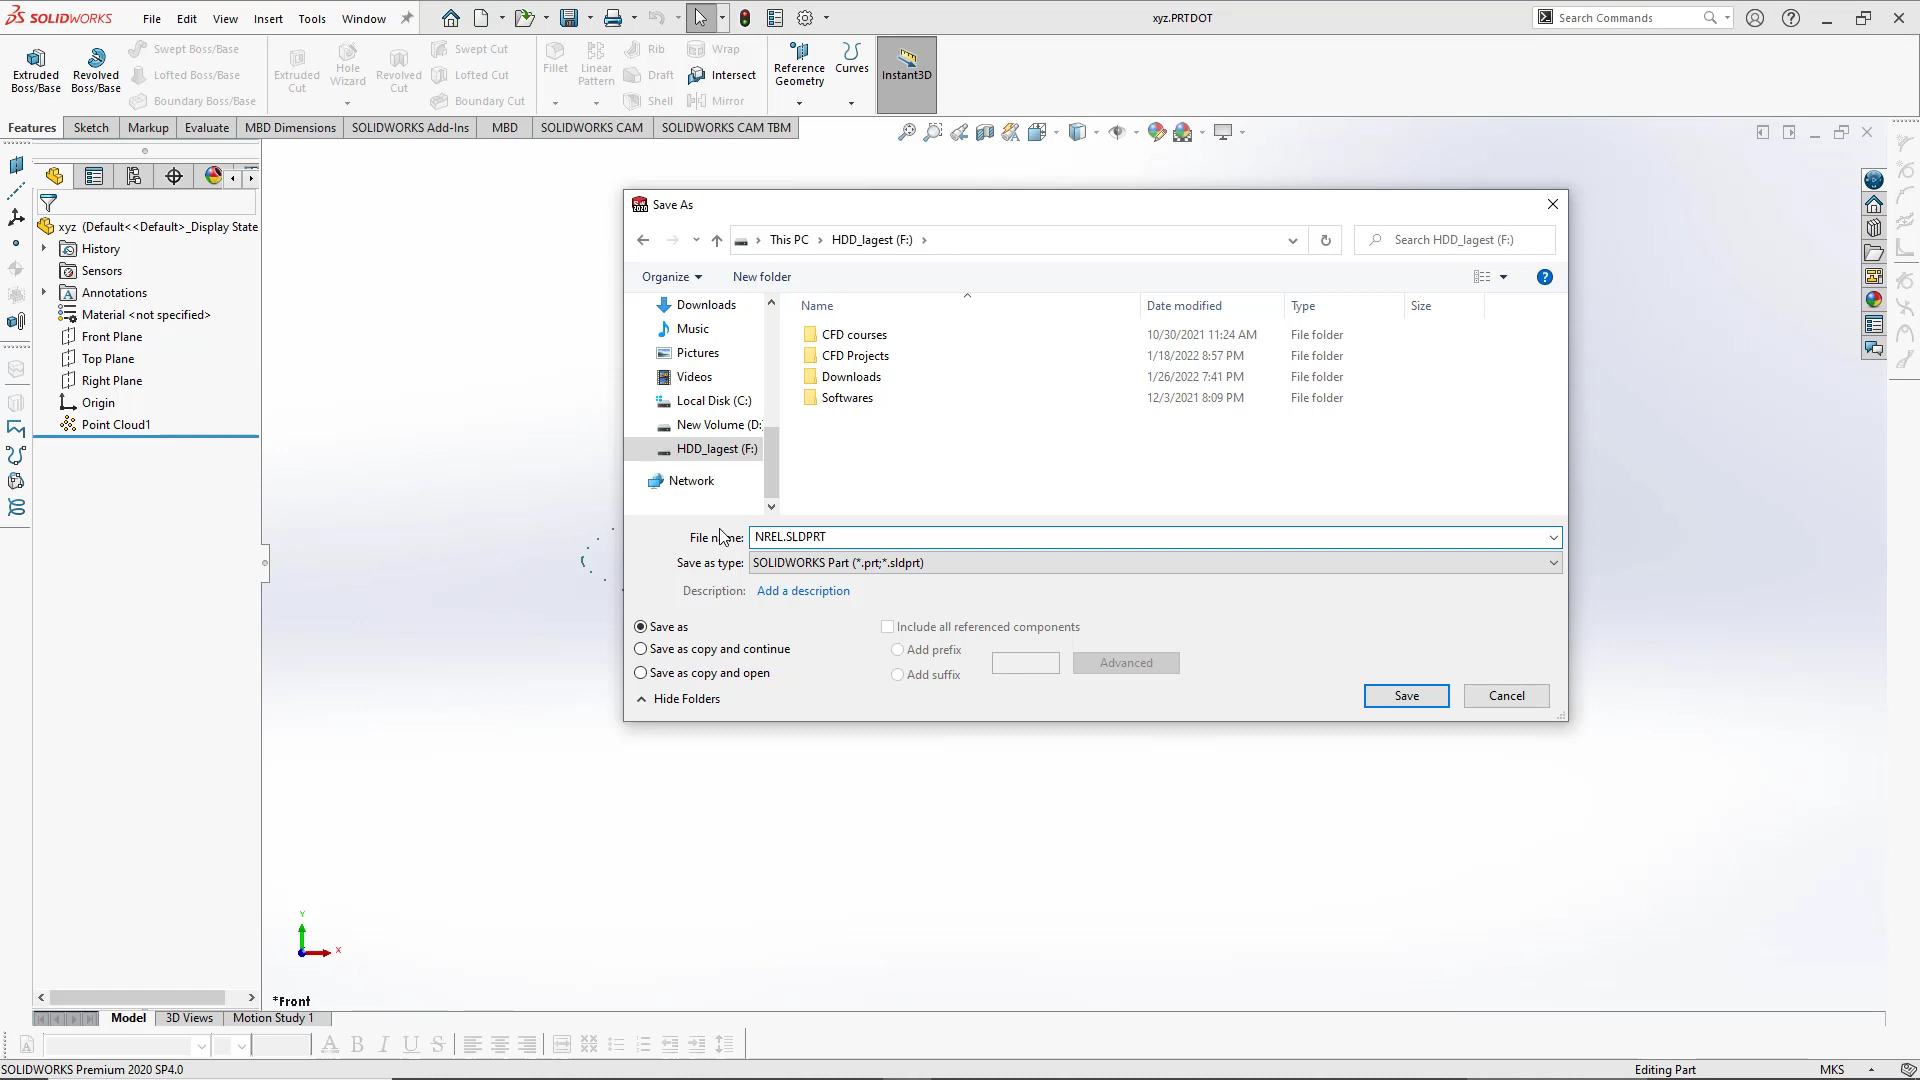 SOLIDWORKS File Edit View Insert Tools Window xyz.PRTDOT Search Commands
Extruded Boss/Base
Revolved Boss/Base
Swept Boss/Base
Lofted Boss/Base
Boundary Boss/Base
Extruded Cut
Hole Wizard
Revolved Cut
Swept Cut
Lofted Cut
Boundary Cut
Fillet
Linear Pattern
Rib
Draft
Shell
Wrap
Intersect
Mirror
Reference Geometry
Curves
Instant3D
Features Sketch Markup Evaluate MBD Dimensions SOLIDWORKS Add-Ins MBD SOLIDWORKS CAM SOLIDWORKS CAM TBM
xyz (Default<<Default>_Display State
History
Sensors
Annotations
Material <not specified>
Front Plane
Top Plane
Right Plane
Origin
Point Cloud1
Save As
This PC HDD_lagest (F:) Search HDD_lagest (F:)
Organize New folder
Downloads
Music
Pictures
Videos
Local Disk (C:)
New Volume (D:
HDD_lagest (F:)
Network
Name Date modified Type Size
CFD courses 10/30/2021 11:24 AM File folder
CFD Projects 1/18/2022 8:57 PM File folder
Downloads 1/26/2022 7:41 PM File folder
Softwares 12/3/2021 8:09 PM File folder
File name: NREL.SLDPRT
Save as type: SOLIDWORKS Part (*.prt;*.sldprt)
Description: Add a description
Save as
Save as copy and continue
Save as copy and open
Include all referenced components
Add prefix
Add suffix
Advanced
Hide Folders
Save Cancel
Y
X
*Front
Model 3D Views Motion Study 1
A B I U S
SOLIDWORKS Premium 2020 SP4.0 Editing Part MKS